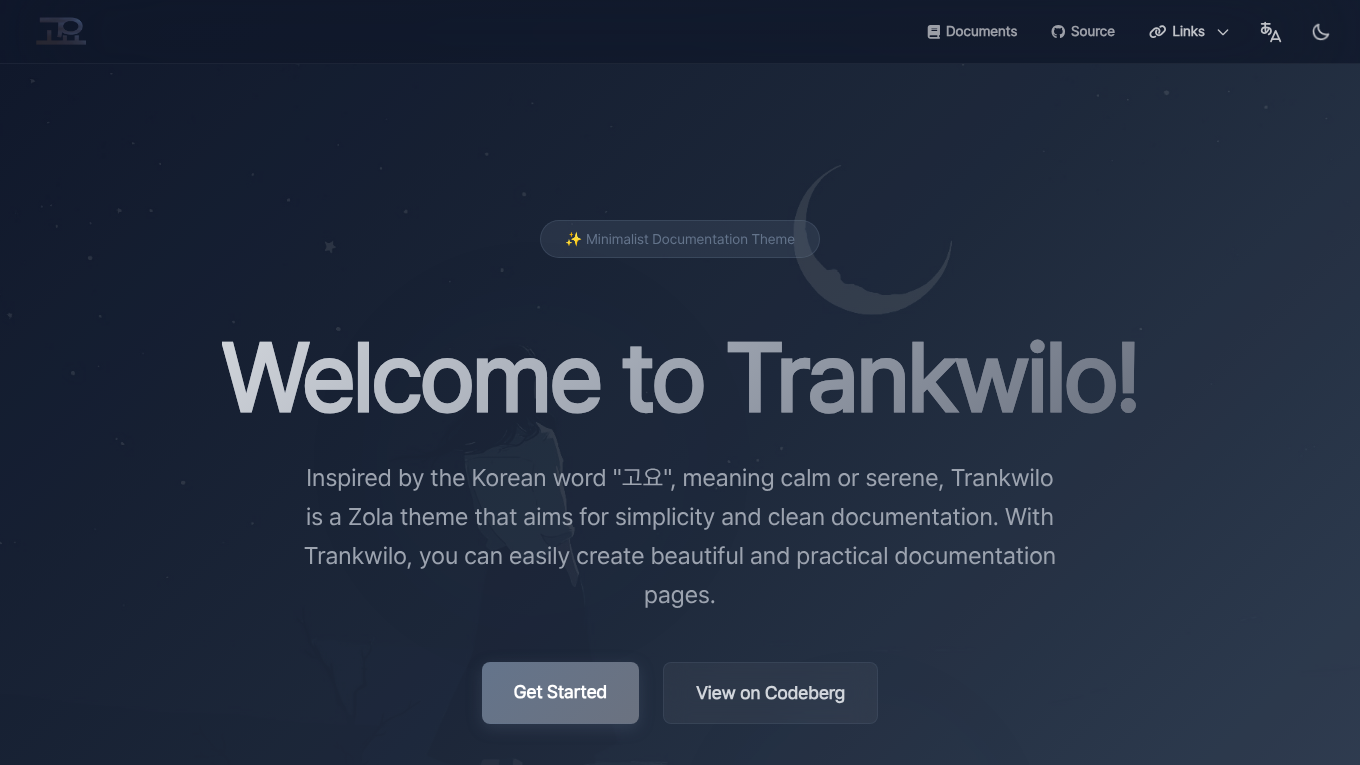 고요
Documents
Source
Links
あA
✨ Minimalist Documentation Theme
Welcome to Trankwilo!
Inspired by the Korean word "고요", meaning calm or serene, Trankwilo
is a Zola theme that aims for simplicity and clean documentation. With
Trankwilo, you can easily create beautiful and practical documentation
pages.
Get Started
View on Codeberg